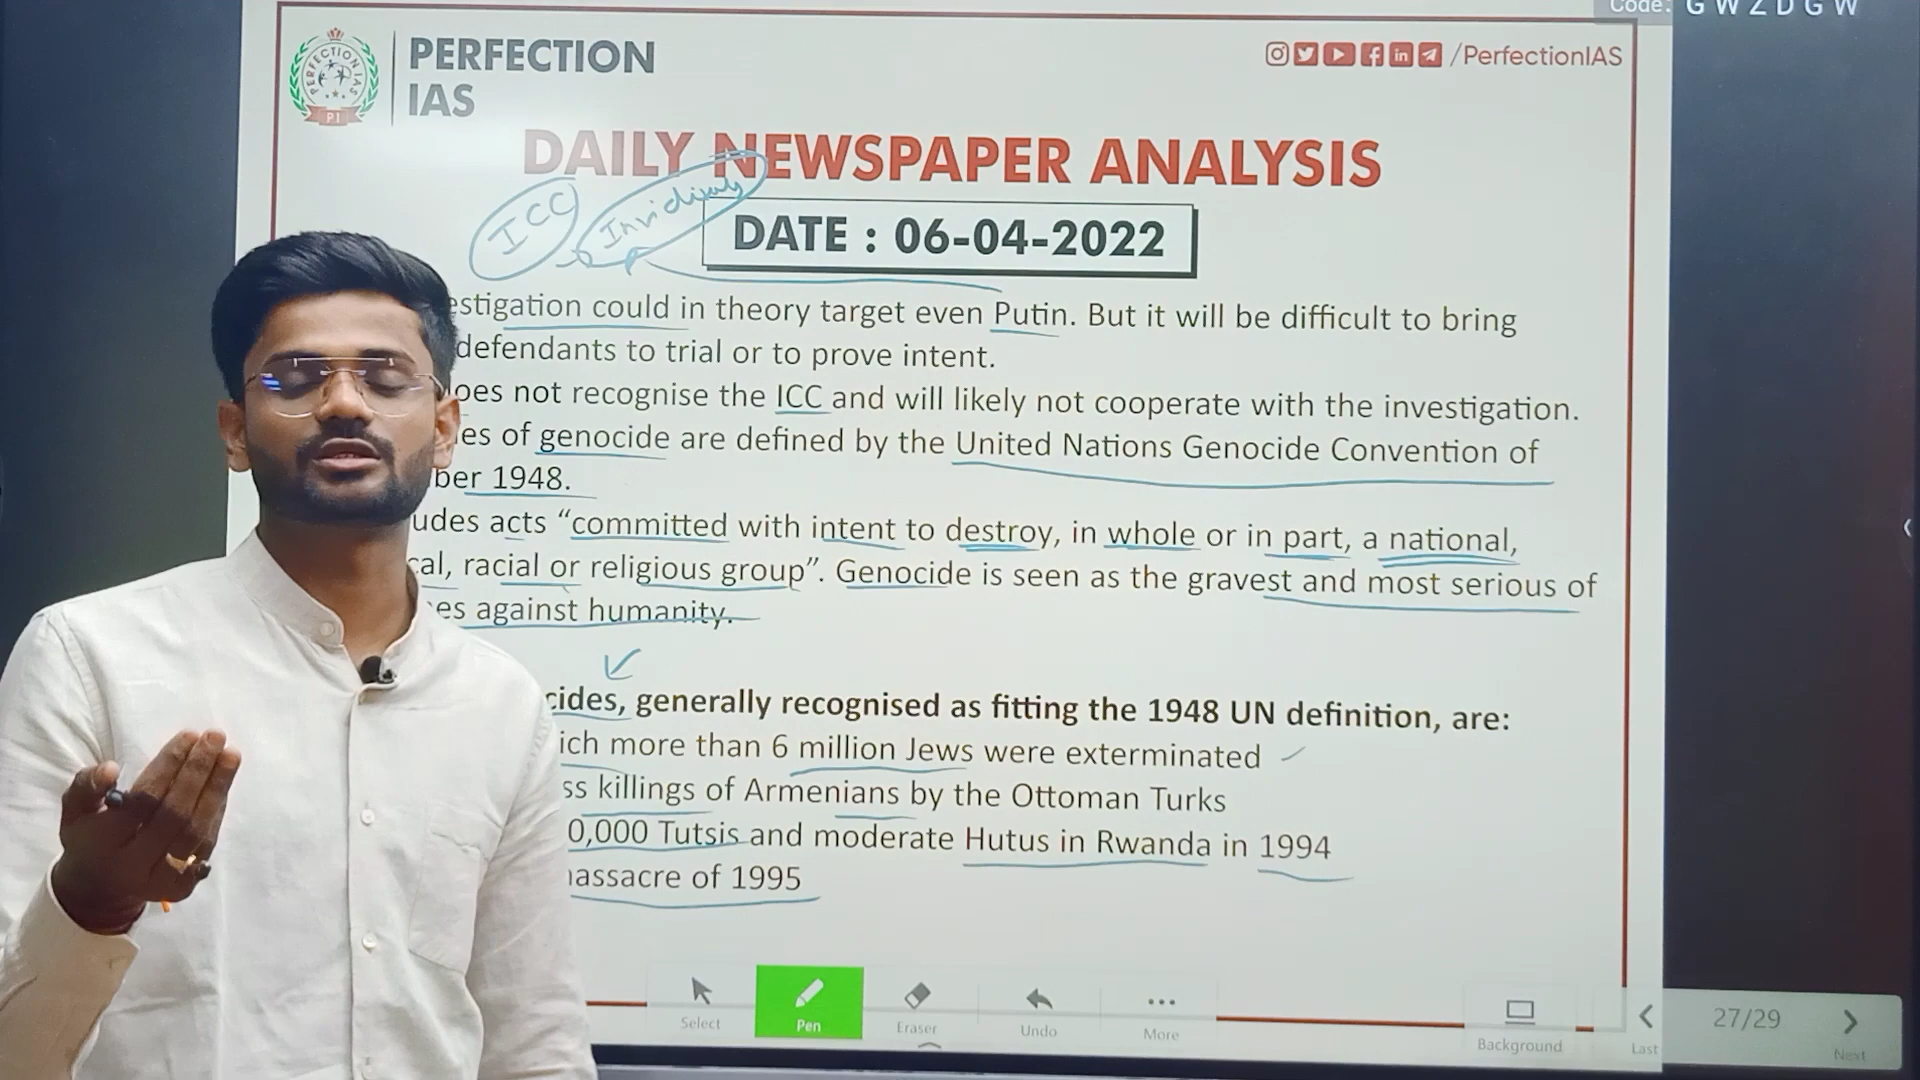 Code: G W Z D G W
PERFECTION IAS
P I
PERFECTION
IAS
/PerfectionIAS
DAILY NEWSPAPER ANALYSIS
ICC
DATE : 06-04-2022
estigation could in theory target even Putin. But it will be difficult to bring
defendants to trial or to prove intent.
oes not recognise the ICC and will likely not cooperate with the investigation.
es of genocide are defined by the United Nations Genocide Convention of
ber 1948.
udes acts “committed with intent to destroy, in whole or in part, a national,
cal, racial or religious group”. Genocide is seen as the gravest and most serious of
es against humanity.
cides, generally recognised as fitting the 1948 UN definition, are:
ich more than 6 million Jews were exterminated
ss killings of Armenians by the Ottoman Turks
0,000 Tutsis and moderate Hutus in Rwanda in 1994
assacre of 1995
Select
Pen
Eraser
Undo
More
Background
Last
27/29
Next